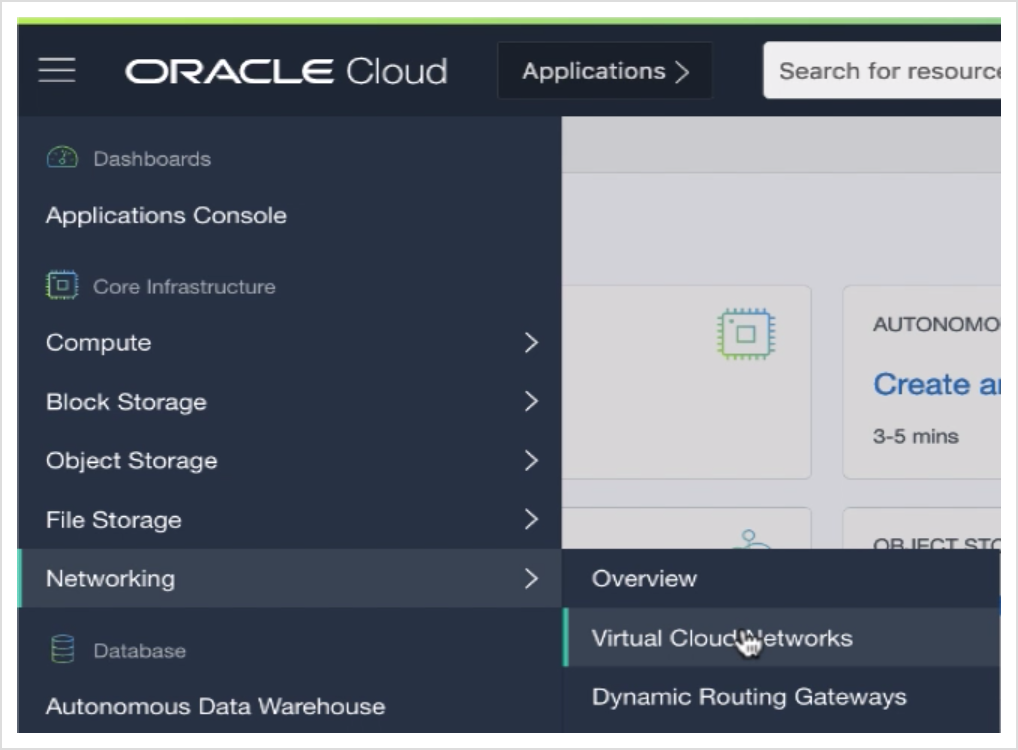 ORACLE Cloud
Applications
Search for resource
Dashboards
Applications Console
Core Infrastructure
Compute
Block Storage
Object Storage
File Storage
Networking
Database
Autonomous Data Warehouse
AUTONOMO
Create a
3-5 mins
OBJECT STO
Overview
Virtual Cloud Networks
Dynamic Routing Gateways